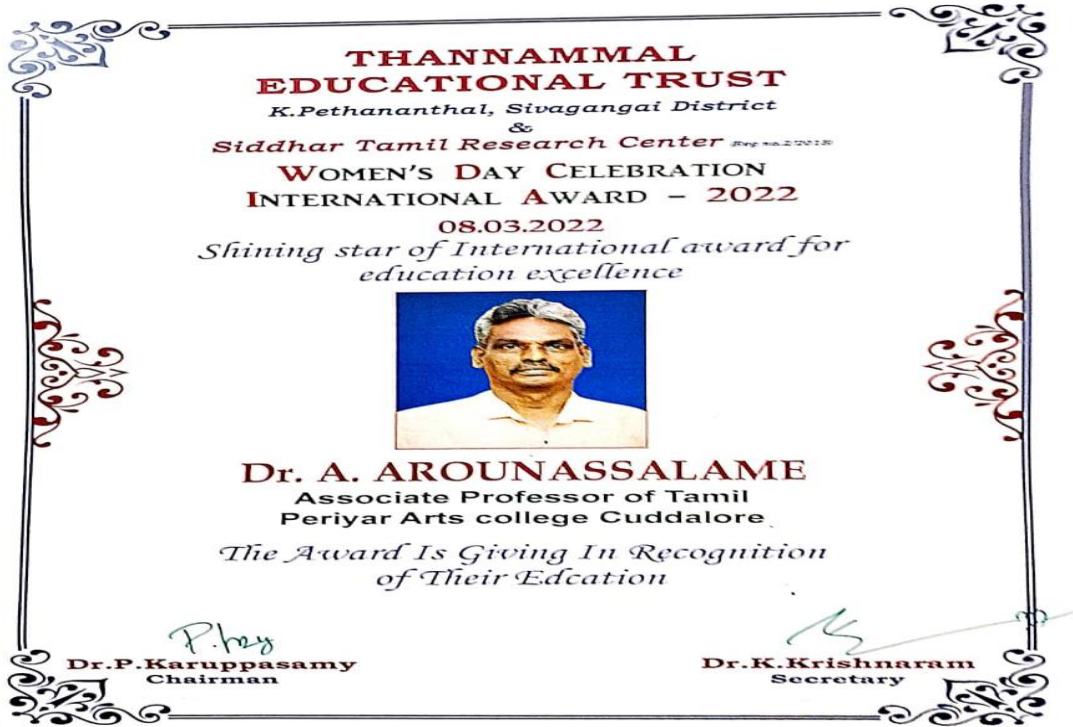 THANNAMMAL
EDUCATIONAL TRUST
K.Pethananthal, Sivagangai District
&
Siddhar Tamil Research Center
WOMEN'S DAY CELEBRATION
INTERNATIONAL AWARD – 2022
08.03.2022
Shining star of International award for
education excellence
Dr. A. AROUNASSALAME
Associate Professor of Tamil
Periyar Arts college Cuddalore
The Award Is Giving In Recognition
of Their Edcation
Dr.P.Karuppasamy
Chairman
Dr.K.Krishnaram
Secretary